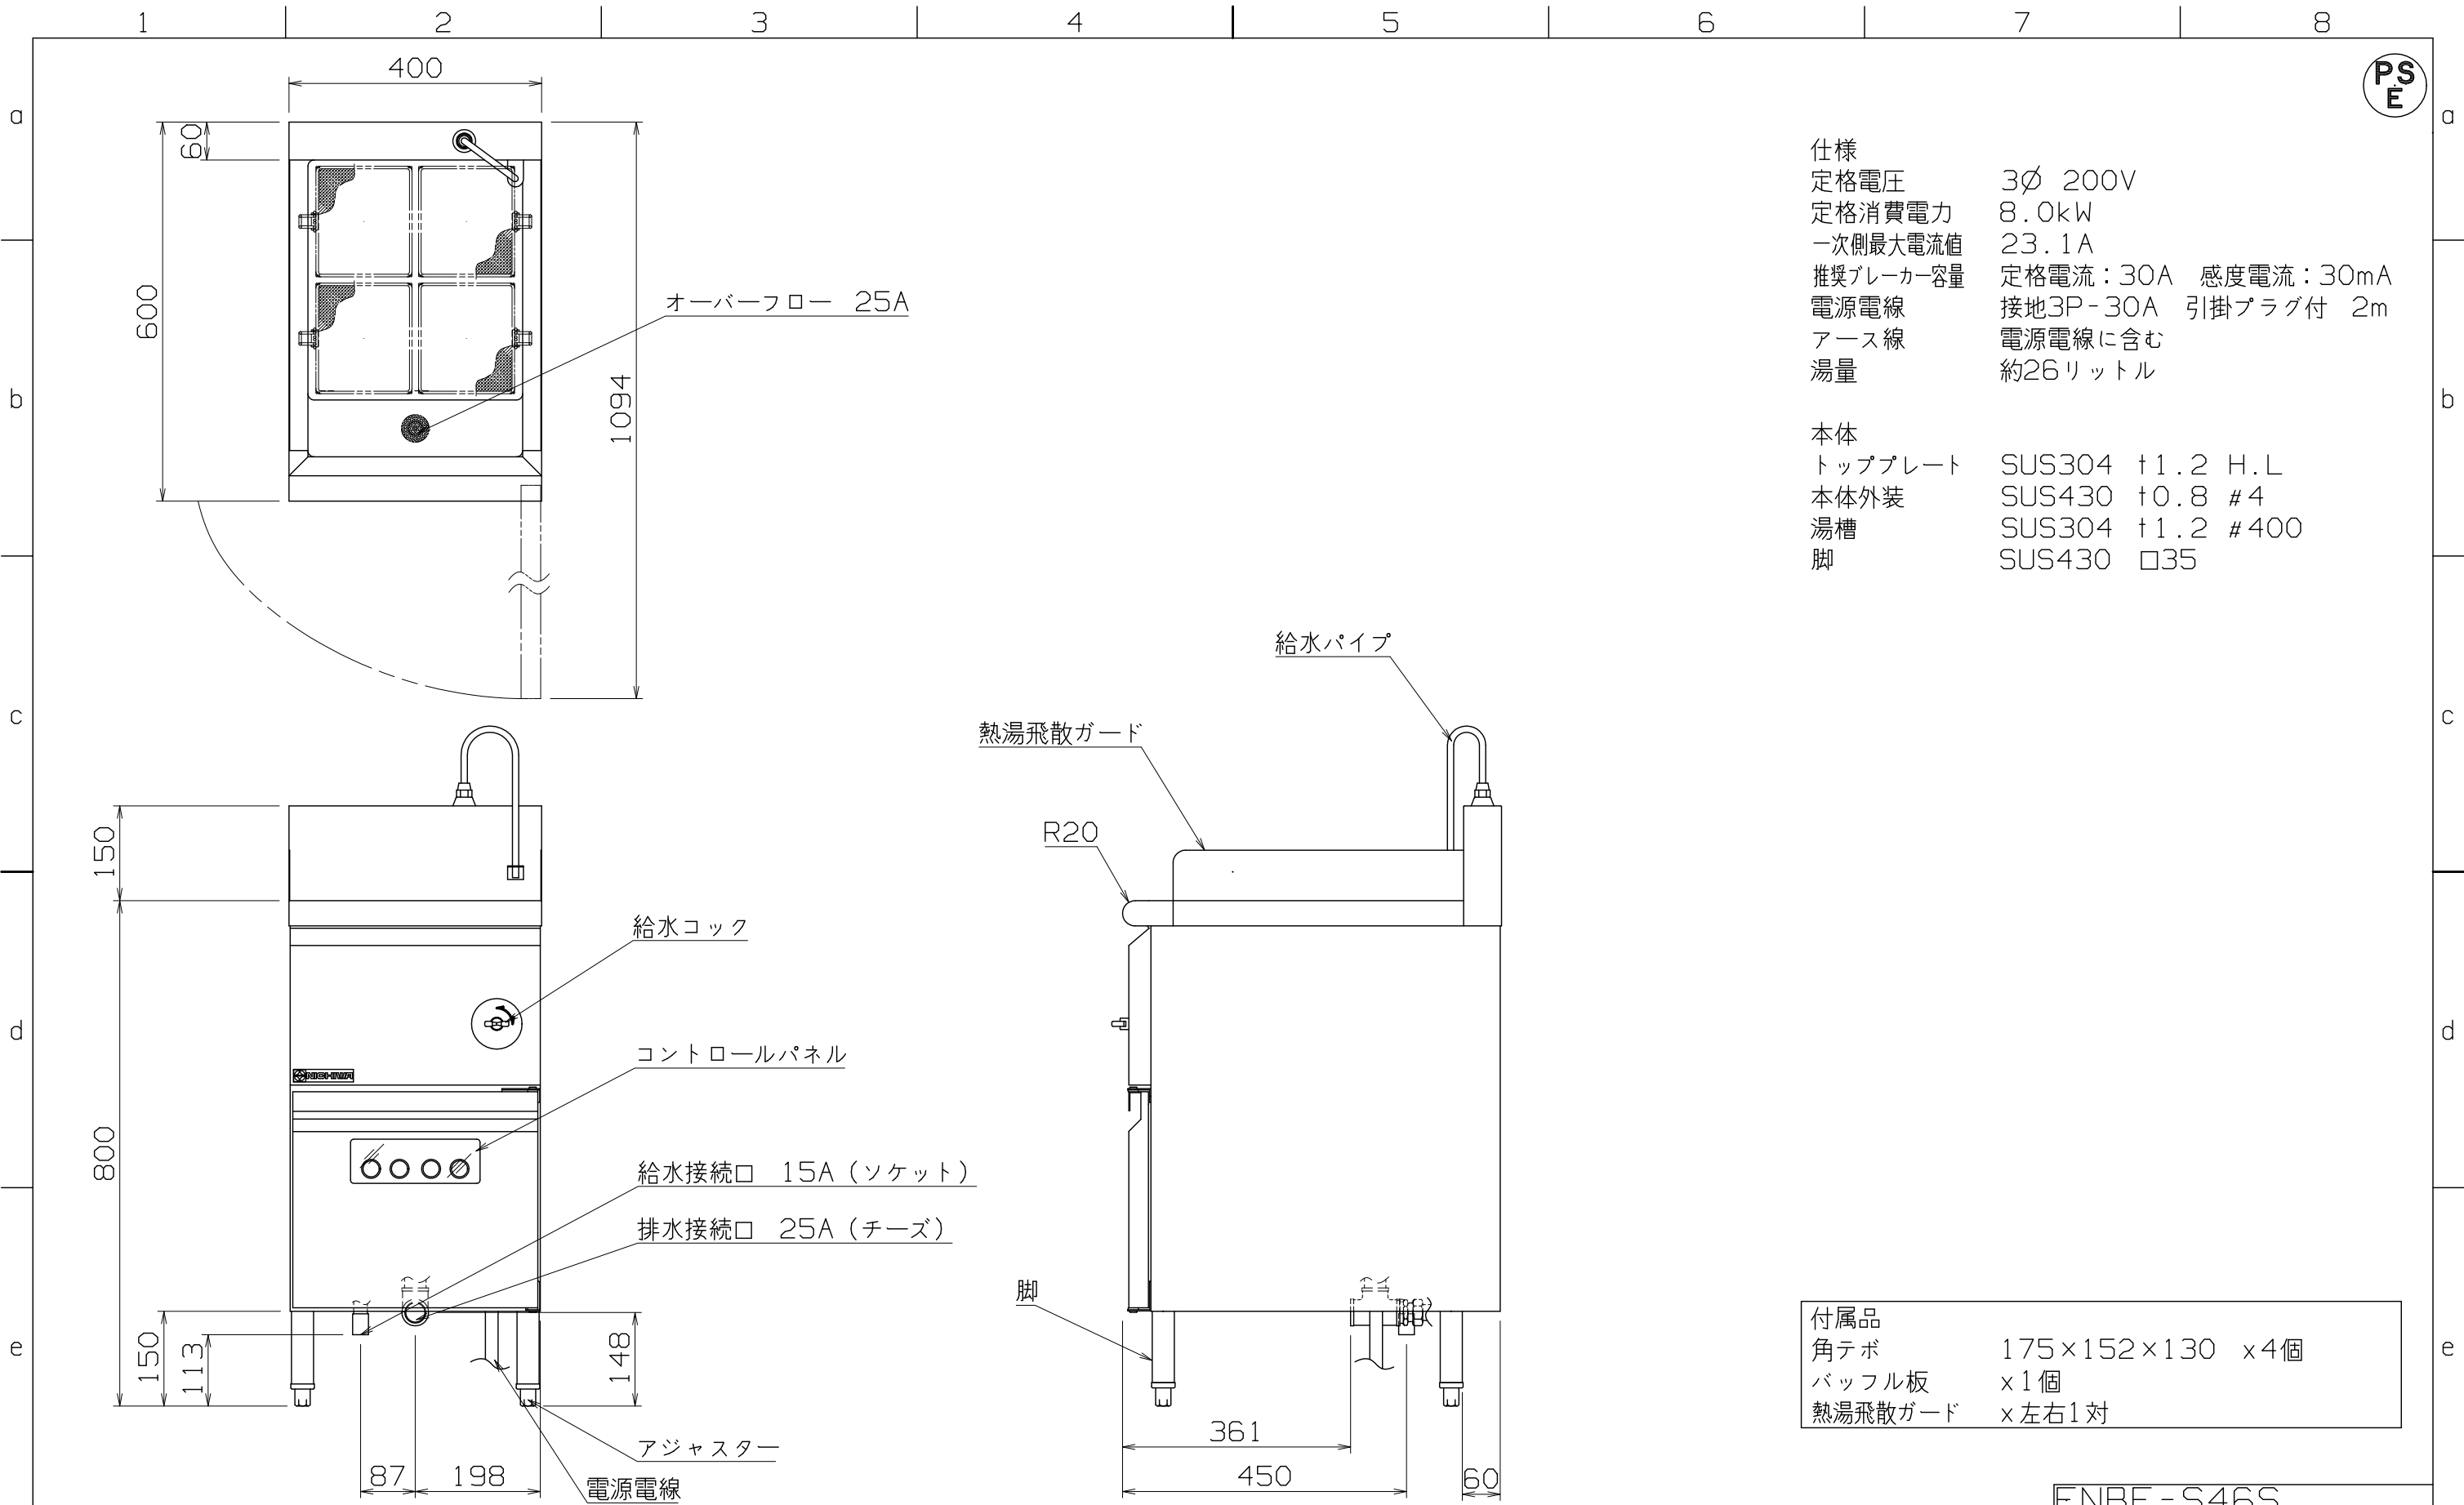 1 2 3 4 5 6 7 8
a
b
c
d
e
a
b
c
d
e
PS
E
400
60
600
1094
オーバーフロー 25A
仕様
定格電圧 3Ø 200V
定格消費電力 8.0kW
一次側最大電流値 23.1A
推奨ブレーカー容量 定格電流：30A 感度電流：30mA
電源電線 接地3P-30A 引掛プラグ付 2m
アース線 電源電線に含む
湯量 約26リットル
本体
トッププレート SUS304 t1.2 H.L
本体外装 SUS430 t0.8 #4
湯槽 SUS304 t1.2 #400
脚 SUS430 □35
150
800
150
113
148
87
198
給水コック
コントロールパネル
NICHIWA
給水接続口 15A（ソケット）
排水接続口 25A（チーズ）
アジャスター
電源電線
給水パイプ
熱湯飛散ガード
R20
脚
361
450
60
付属品
角テボ 175×152×130 x4個
バッフル板 x1個
熱湯飛散ガード x左右1対
ENBE-S46S